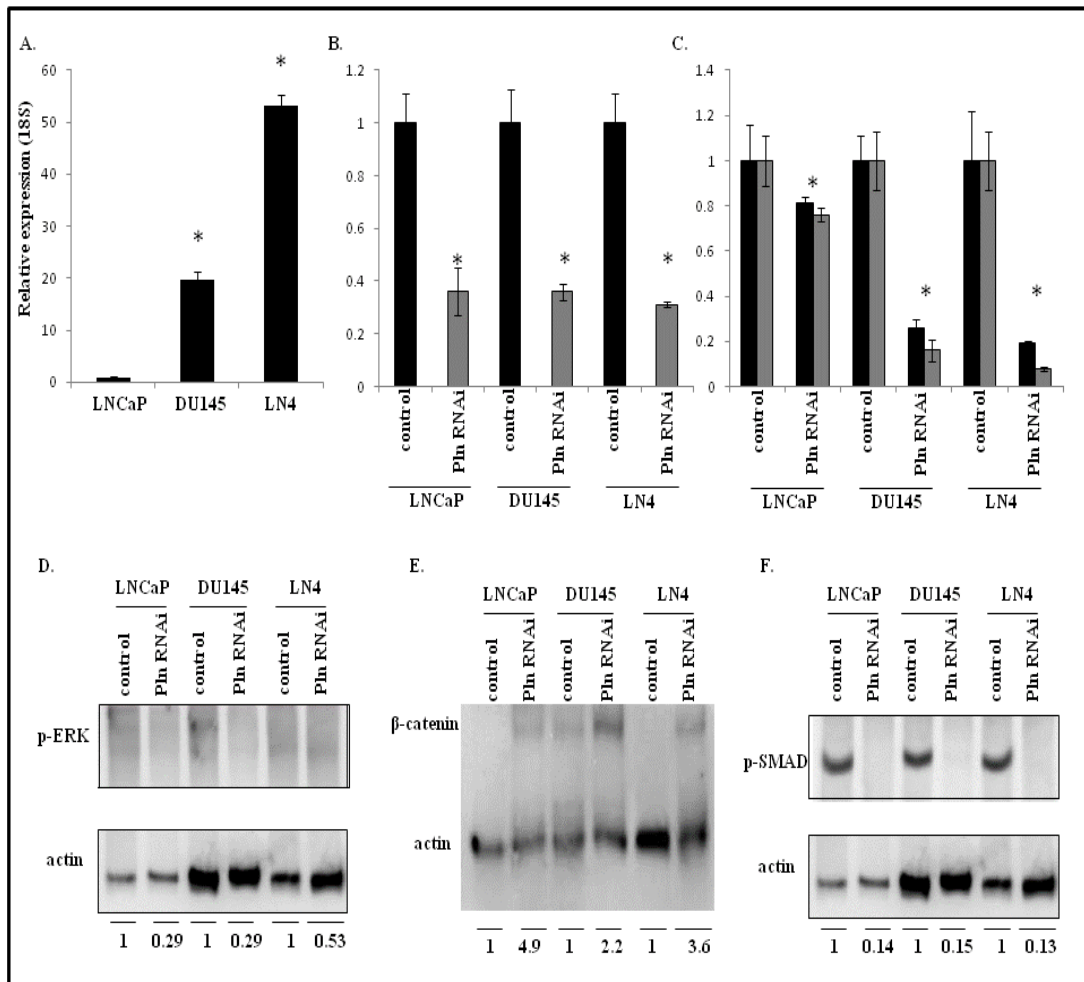 A.
Relative expression (18S)
60
50
40
30
20
10
0
*
*
LNCaP DU145 LN4
B.
1.2
1
0.8
0.6
0.4
0.2
0
* * *
control Pln RNAi control Pln RNAi control Pln RNAi
LNCaP DU145 LN4
C.
1.4
1.2
1
0.8
0.6
0.4
0.2
0
* * *
control Pln RNAi control Pln RNAi control Pln RNAi
LNCaP DU145 LN4
D.
LNCaP DU145 LN4
control Pln RNAi control Pln RNAi control Pln RNAi
p-ERK
actin
1 0.29 1 0.29 1 0.53
E.
LNCaP DU145 LN4
control Pln RNAi control Pln RNAi control Pln RNAi
β-catenin
actin
1 4.9 1 2.2 1 3.6
F.
LNCaP DU145 LN4
control Pln RNAi control Pln RNAi control Pln RNAi
p-SMAD
actin
1 0.14 1 0.15 1 0.13